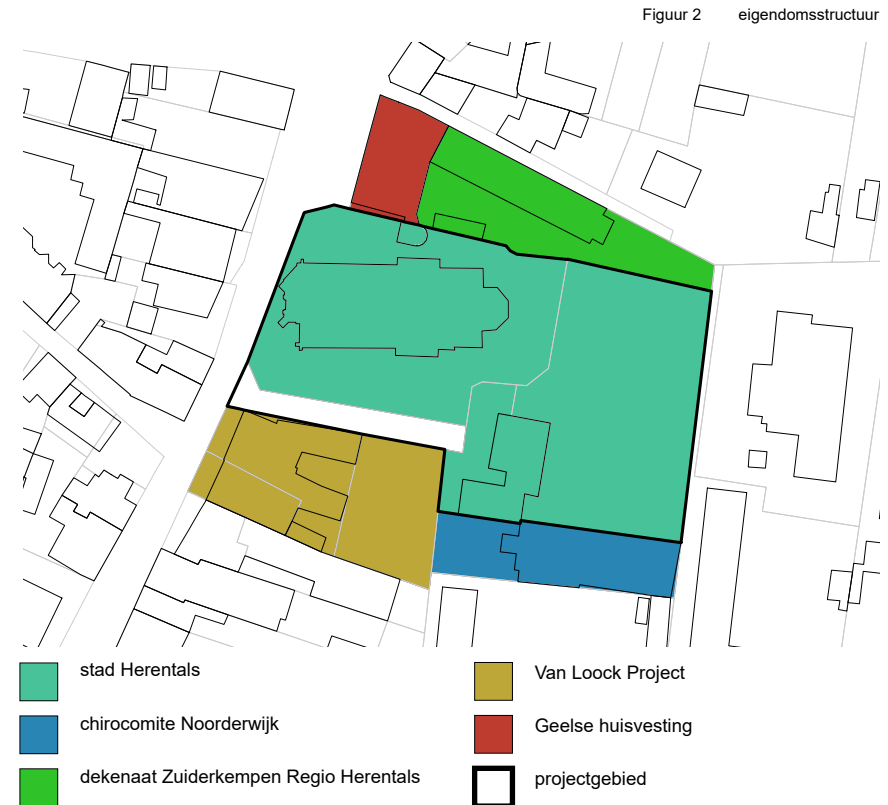 Figuur 2 eigendomsstructuur
stad Herentals
chirocomite Noorderwijk
dekenaat Zuiderkempen Regio Herentals
Van Loock Project
Geelse huisvesting
projectgebied